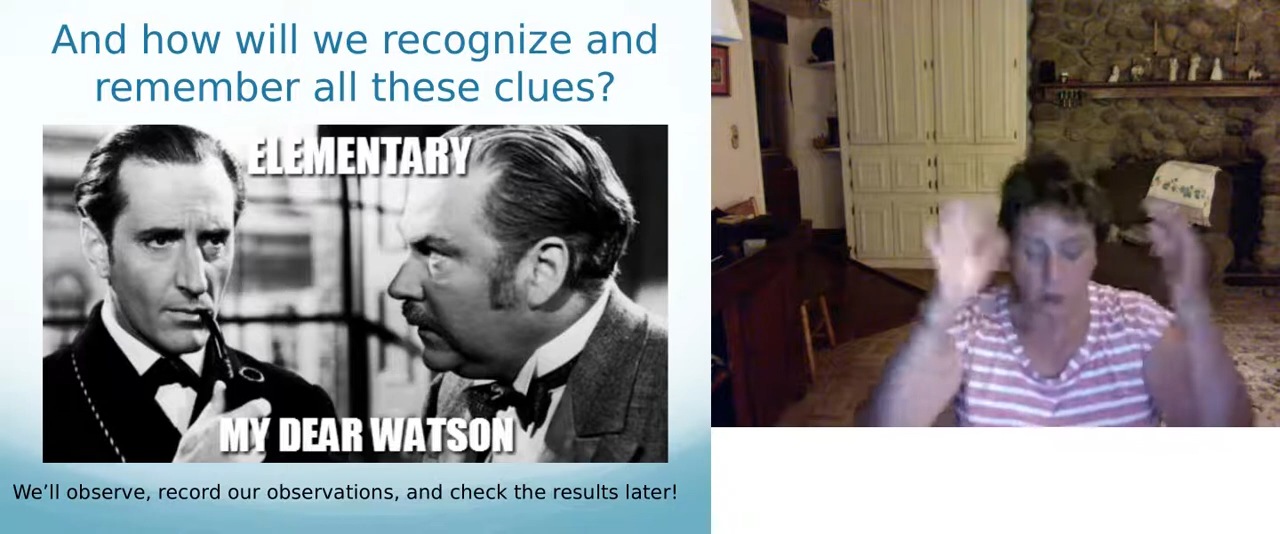 And how will we recognize and
remember all these clues?
ELEMENTARY
MY DEAR WATSON
We’ll observe, record our observations, and check the results later!